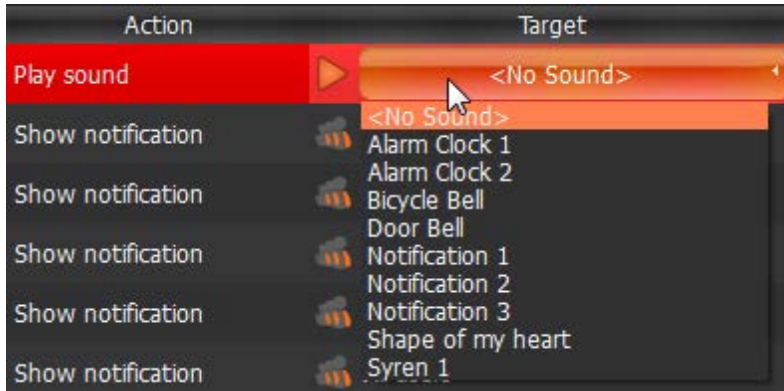 Action Target
Play sound <No Sound>
<No Sound>
Show notification
Alarm Clock 1
Alarm Clock 2
Show notification
Bicycle Bell
Door Bell
Show notification
Notification 1
Notification 2
Show notification
Notification 3
Shape of my heart
Show notification
Syren 1